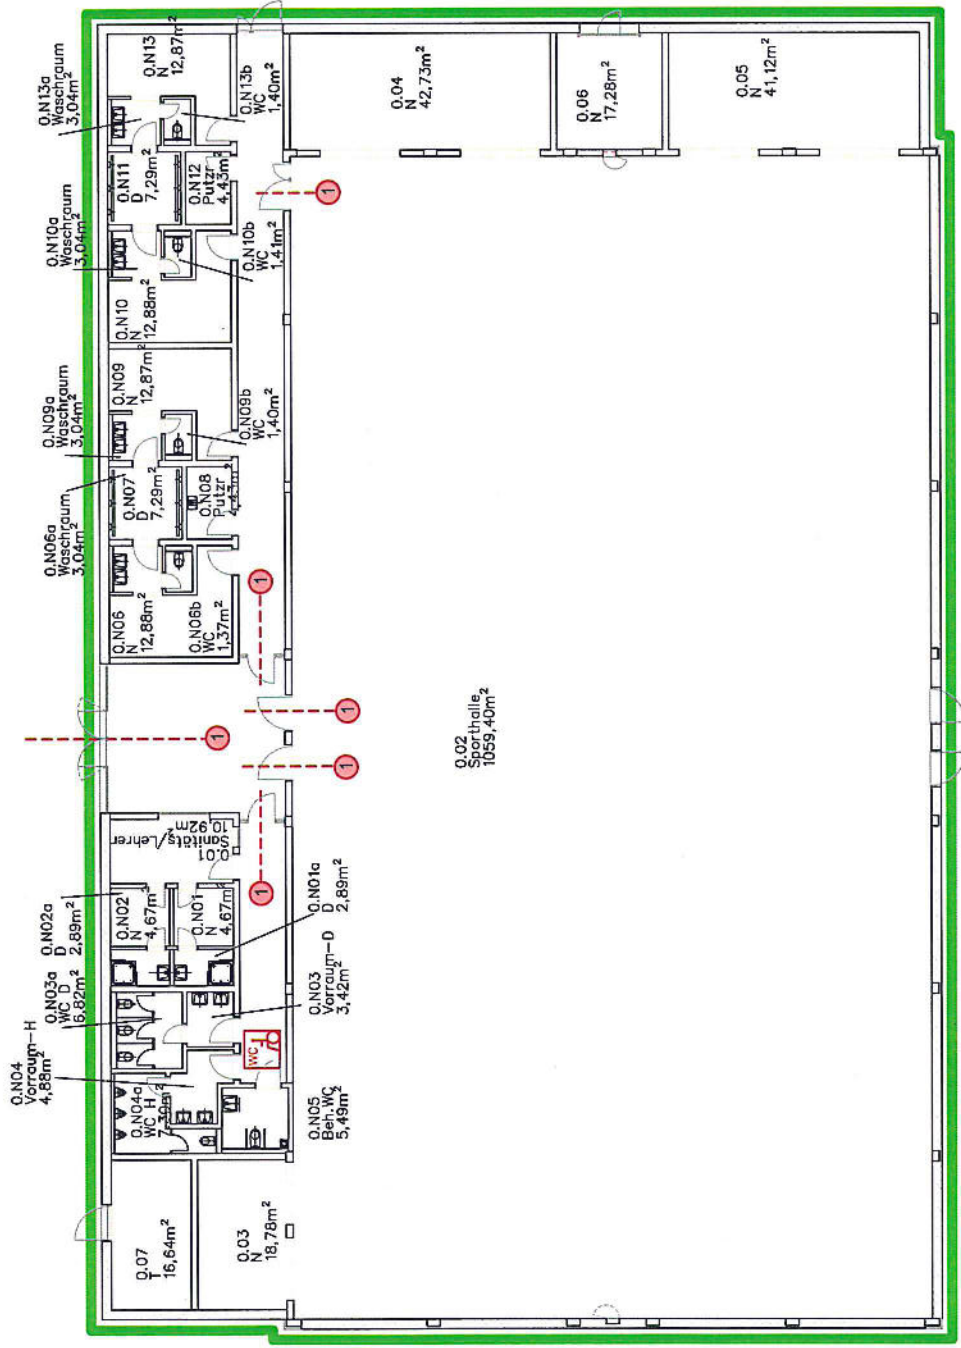 0.N04
Vorraum-H
4,88m²
0.N03a
WC D
6,82m²
0.N02a
D
2,89m²
0.N06a
Waschraum
3,04m²
0.N09a
Waschraum
3,04m²
0.N10a
Waschraum
3,04m²
0.N13a
Waschraum
3,04m²
0.07
T
16,64m²
0.N04a
WC H
7,30m²
0.N02
N
4,67m²
0.N01
N
4,67m²
0.01
Sanitäts/Lehrer
10,92m²
0.N06
N
12,88m²
0.N07
D
7,29m²
0.N09
N
12,87m²
0.N10
N
12,88m²
0.N11
D
7,29m²
0.N13
N
12,87m²
0.N06b
WC
1,37m²
0.N08
Putzr
4,43m²
0.N12
Putzr
4,43m²
0.N09b
WC
1,40m²
0.N10b
WC
1,41m²
0.N13b
WC
1,40m²
0.03
N
18,78m²
WC
1
1
1
1
1
1
0.N05
Beh.WC
5,49m²
0.N03
Vorraum-D
3,42m²
0.N01a
D
2,89m²
0.02
Sporthalle
1059,40m²
0.04
N
42,73m²
0.06
N
17,28m²
0.05
N
41,12m²